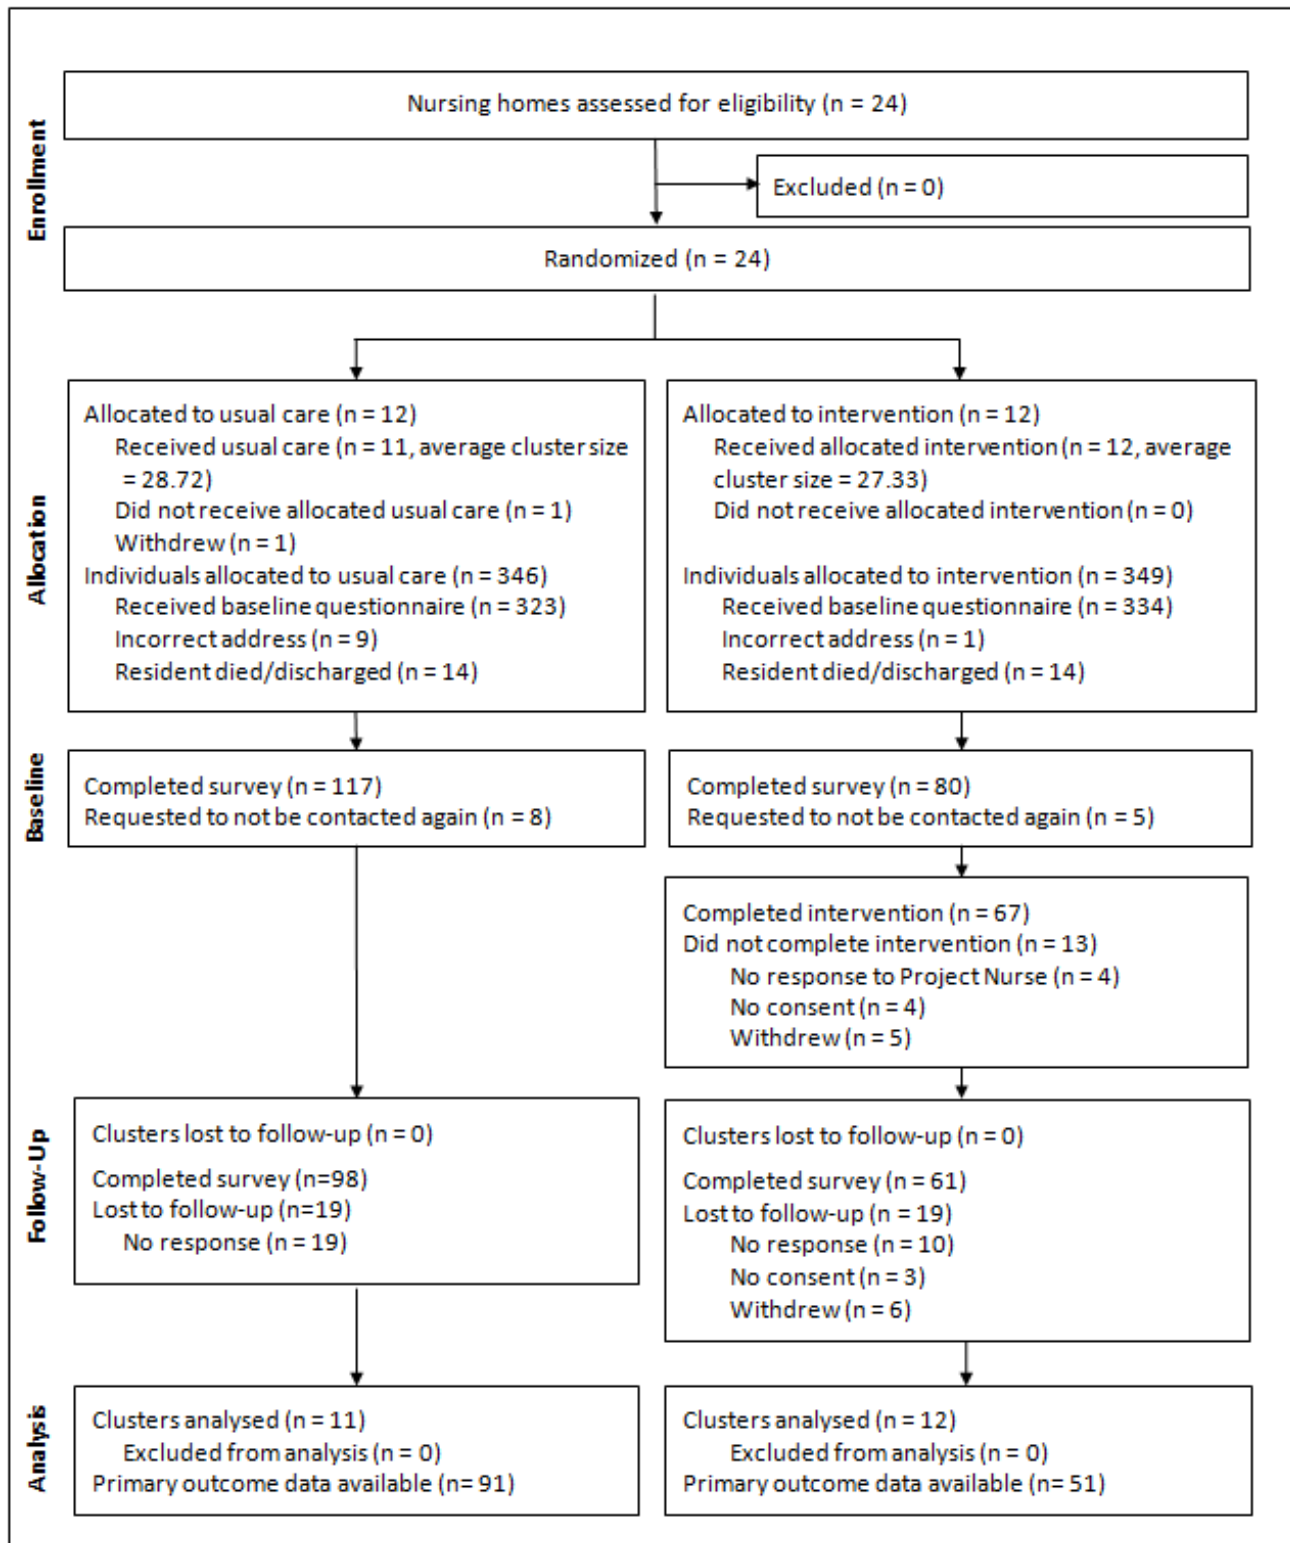 Enrollment
Nursing homes assessed for eligibility (n = 24)
Excluded (n = 0)
Randomized (n = 24)
Allocation
Allocated to usual care (n = 12)
Received usual care (n = 11, average cluster size
= 28.72)
Did not receive allocated usual care (n = 1)
Withdrew (n = 1)
Individuals allocated to usual care (n = 346)
Received baseline questionnaire (n = 323)
Incorrect address (n = 9)
Resident died/discharged (n = 14)
Allocated to intervention (n = 12)
Received allocated intervention (n = 12, average
cluster size = 27.33)
Did not receive allocated intervention (n = 0)
Individuals allocated to intervention (n = 349)
Received baseline questionnaire (n = 334)
Incorrect address (n = 1)
Resident died/discharged (n = 14)
Baseline
Completed survey (n = 117)
Requested to not be contacted again (n = 8)
Completed survey (n = 80)
Requested to not be contacted again (n = 5)
Completed intervention (n = 67)
Did not complete intervention (n = 13)
No response to Project Nurse (n = 4)
No consent (n = 4)
Withdrew (n = 5)
Follow-Up
Clusters lost to follow-up (n = 0)
Completed survey (n=98)
Lost to follow-up (n=19)
No response (n = 19)
Clusters lost to follow-up (n = 0)
Completed survey (n = 61)
Lost to follow-up (n = 19)
No response (n = 10)
No consent (n = 3)
Withdrew (n = 6)
Analysis
Clusters analysed (n = 11)
Excluded from analysis (n = 0)
Primary outcome data available (n= 91)
Clusters analysed (n = 12)
Excluded from analysis (n = 0)
Primary outcome data available (n= 51)